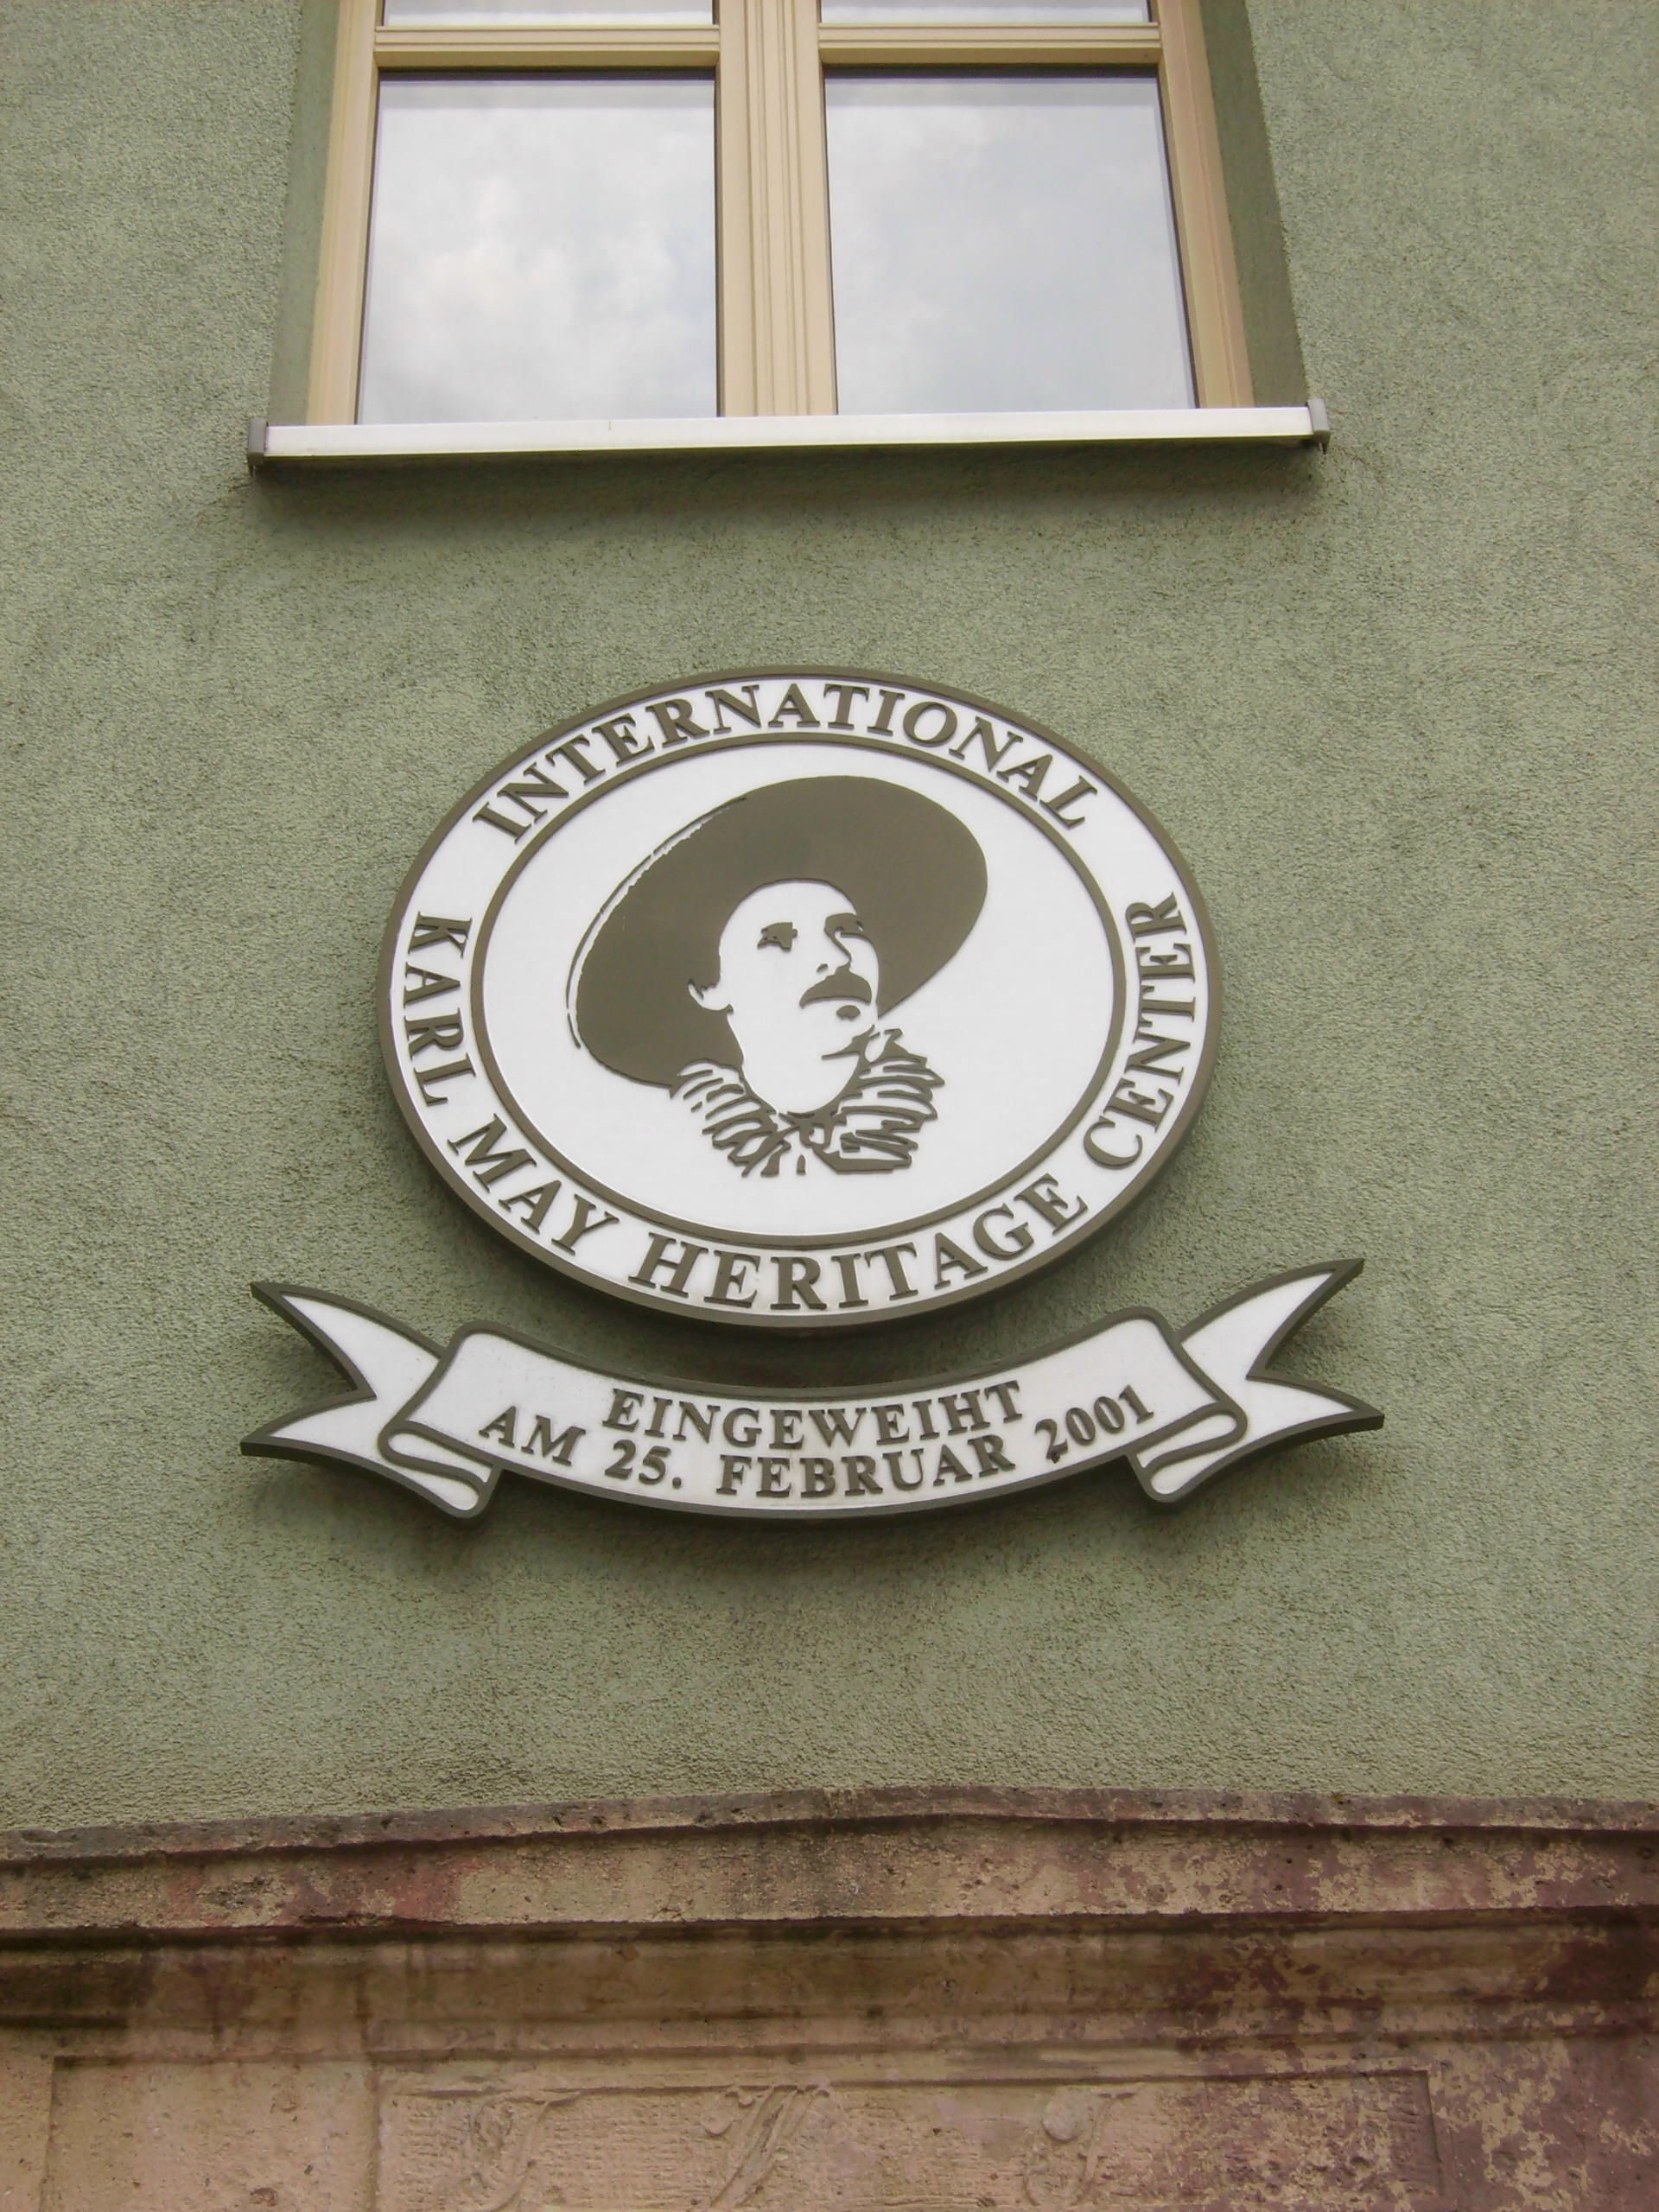 INTERNATIONAL
KARL MAY HERITAGE CENTER
EINGEWEIHT
AM 25. FEBRUAR 2001